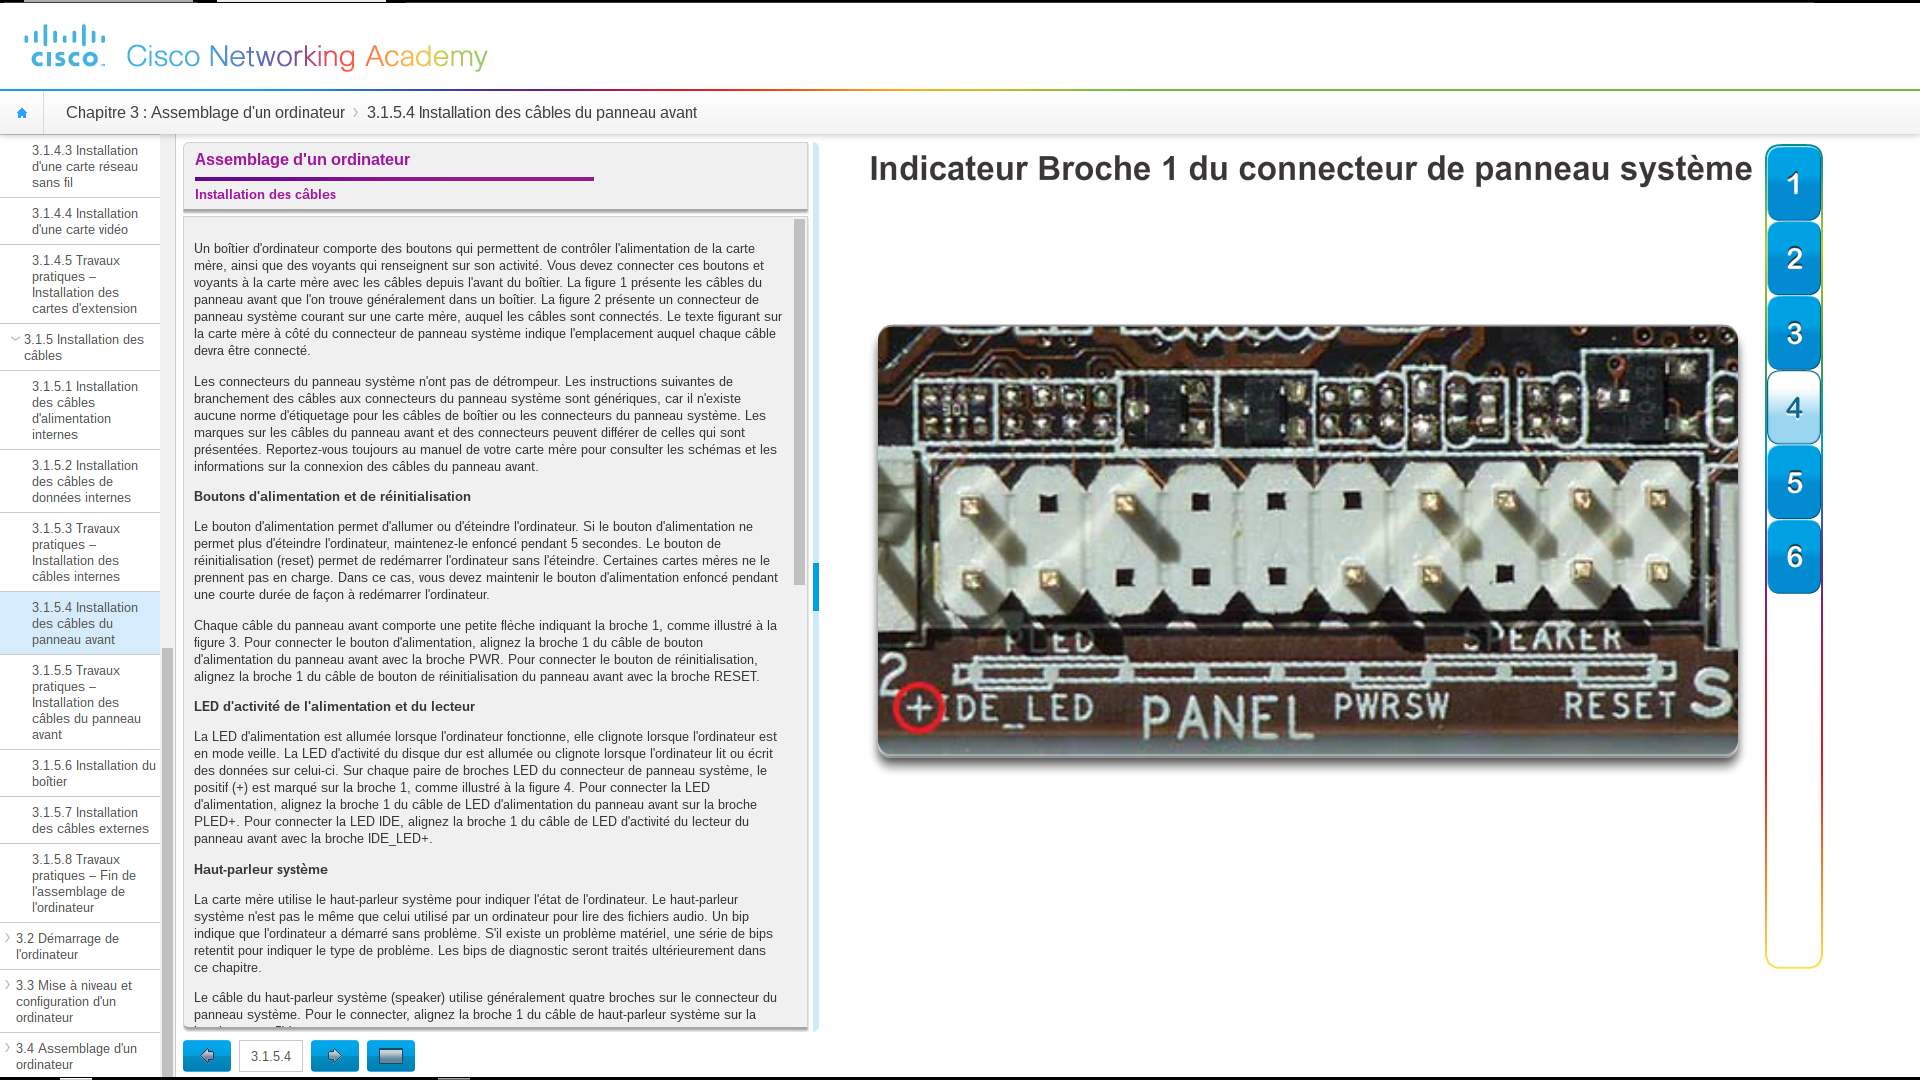 cisco
Cisco Networking Academy
Chapitre 3 : Assemblage d'un ordinateur
3.1.5.4 Installation des câbles du panneau avant
3.1.4.3 Installation
d'une carte réseau
sans fil
3.1.4.4 Installation
d'une carte vidéo
3.1.4.5 Travaux
pratiques –
Installation des
cartes d'extension
3.1.5 Installation des
câbles
3.1.5.1 Installation
des câbles
d'alimentation
internes
3.1.5.2 Installation
des câbles de
données internes
3.1.5.3 Travaux
pratiques –
Installation des
câbles internes
3.1.5.4 Installation
des câbles du
panneau avant
3.1.5.5 Travaux
pratiques –
Installation des
câbles du panneau
avant
3.1.5.6 Installation du
boîtier
3.1.5.7 Installation
des câbles externes
3.1.5.8 Travaux
pratiques – Fin de
l'assemblage de
l'ordinateur
3.2 Démarrage de
l'ordinateur
3.3 Mise à niveau et
configuration d'un
ordinateur
3.4 Assemblage d'un
ordinateur
Assemblage d'un ordinateur
Installation des câbles
Un boîtier d'ordinateur comporte des boutons qui permettent de contrôler l'alimentation de la carte
mère, ainsi que des voyants qui renseignent sur son activité. Vous devez connecter ces boutons et
voyants à la carte mère avec les câbles depuis l'avant du boîtier. La figure 1 présente les câbles du
panneau avant que l'on trouve généralement dans un boîtier. La figure 2 présente un connecteur de
panneau système courant sur une carte mère, auquel les câbles sont connectés. Le texte figurant sur
la carte mère à côté du connecteur de panneau système indique l'emplacement auquel chaque câble
devra être connecté.
Les connecteurs du panneau système n'ont pas de détrompeur. Les instructions suivantes de
branchement des câbles aux connecteurs du panneau système sont génériques, car il n'existe
aucune norme d'étiquetage pour les câbles de boîtier ou les connecteurs du panneau système. Les
marques sur les câbles du panneau avant et des connecteurs peuvent différer de celles qui sont
présentées. Reportez-vous toujours au manuel de votre carte mère pour consulter les schémas et les
informations sur la connexion des câbles du panneau avant.
Boutons d'alimentation et de réinitialisation
Le bouton d'alimentation permet d'allumer ou d'éteindre l'ordinateur. Si le bouton d'alimentation ne
permet plus d'éteindre l'ordinateur, maintenez-le enfoncé pendant 5 secondes. Le bouton de
réinitialisation (reset) permet de redémarrer l'ordinateur sans l'éteindre. Certaines cartes mères ne le
prennent pas en charge. Dans ce cas, vous devez maintenir le bouton d'alimentation enfoncé pendant
une courte durée de façon à redémarrer l'ordinateur.
Chaque câble du panneau avant comporte une petite flèche indiquant la broche 1, comme illustré à la
figure 3. Pour connecter le bouton d'alimentation, alignez la broche 1 du câble de bouton
d'alimentation du panneau avant avec la broche PWR. Pour connecter le bouton de réinitialisation,
alignez la broche 1 du câble de bouton de réinitialisation du panneau avant avec la broche RESET.
LED d'activité de l'alimentation et du lecteur
La LED d'alimentation est allumée lorsque l'ordinateur fonctionne, elle clignote lorsque l'ordinateur est
en mode veille. La LED d'activité du disque dur est allumée ou clignote lorsque l'ordinateur lit ou écrit
des données sur celui-ci. Sur chaque paire de broches LED du connecteur de panneau système, le
positif (+) est marqué sur la broche 1, comme illustré à la figure 4. Pour connecter la LED
d'alimentation, alignez la broche 1 du câble de LED d'alimentation du panneau avant sur la broche
PLED+. Pour connecter la LED IDE, alignez la broche 1 du câble de LED d'activité du lecteur du
panneau avant avec la broche IDE_LED+.
Haut-parleur système
La carte mère utilise le haut-parleur système pour indiquer l'état de l'ordinateur. Le haut-parleur
système n'est pas le même que celui utilisé par un ordinateur pour lire des fichiers audio. Un bip
indique que l'ordinateur a démarré sans problème. S'il existe un problème matériel, une série de bips
retentit pour indiquer le type de problème. Les bips de diagnostic seront traités ultérieurement dans
ce chapitre.
Le câble du haut-parleur système (speaker) utilise généralement quatre broches sur le connecteur du
panneau système. Pour le connecter, alignez la broche 1 du câble de haut-parleur système sur la
3.1.5.4
Indicateur Broche 1 du connecteur de panneau système
PLED SPEAKER
2
+IDE_LED PANEL PWRSW RESET S
1
2
3
4
5
6